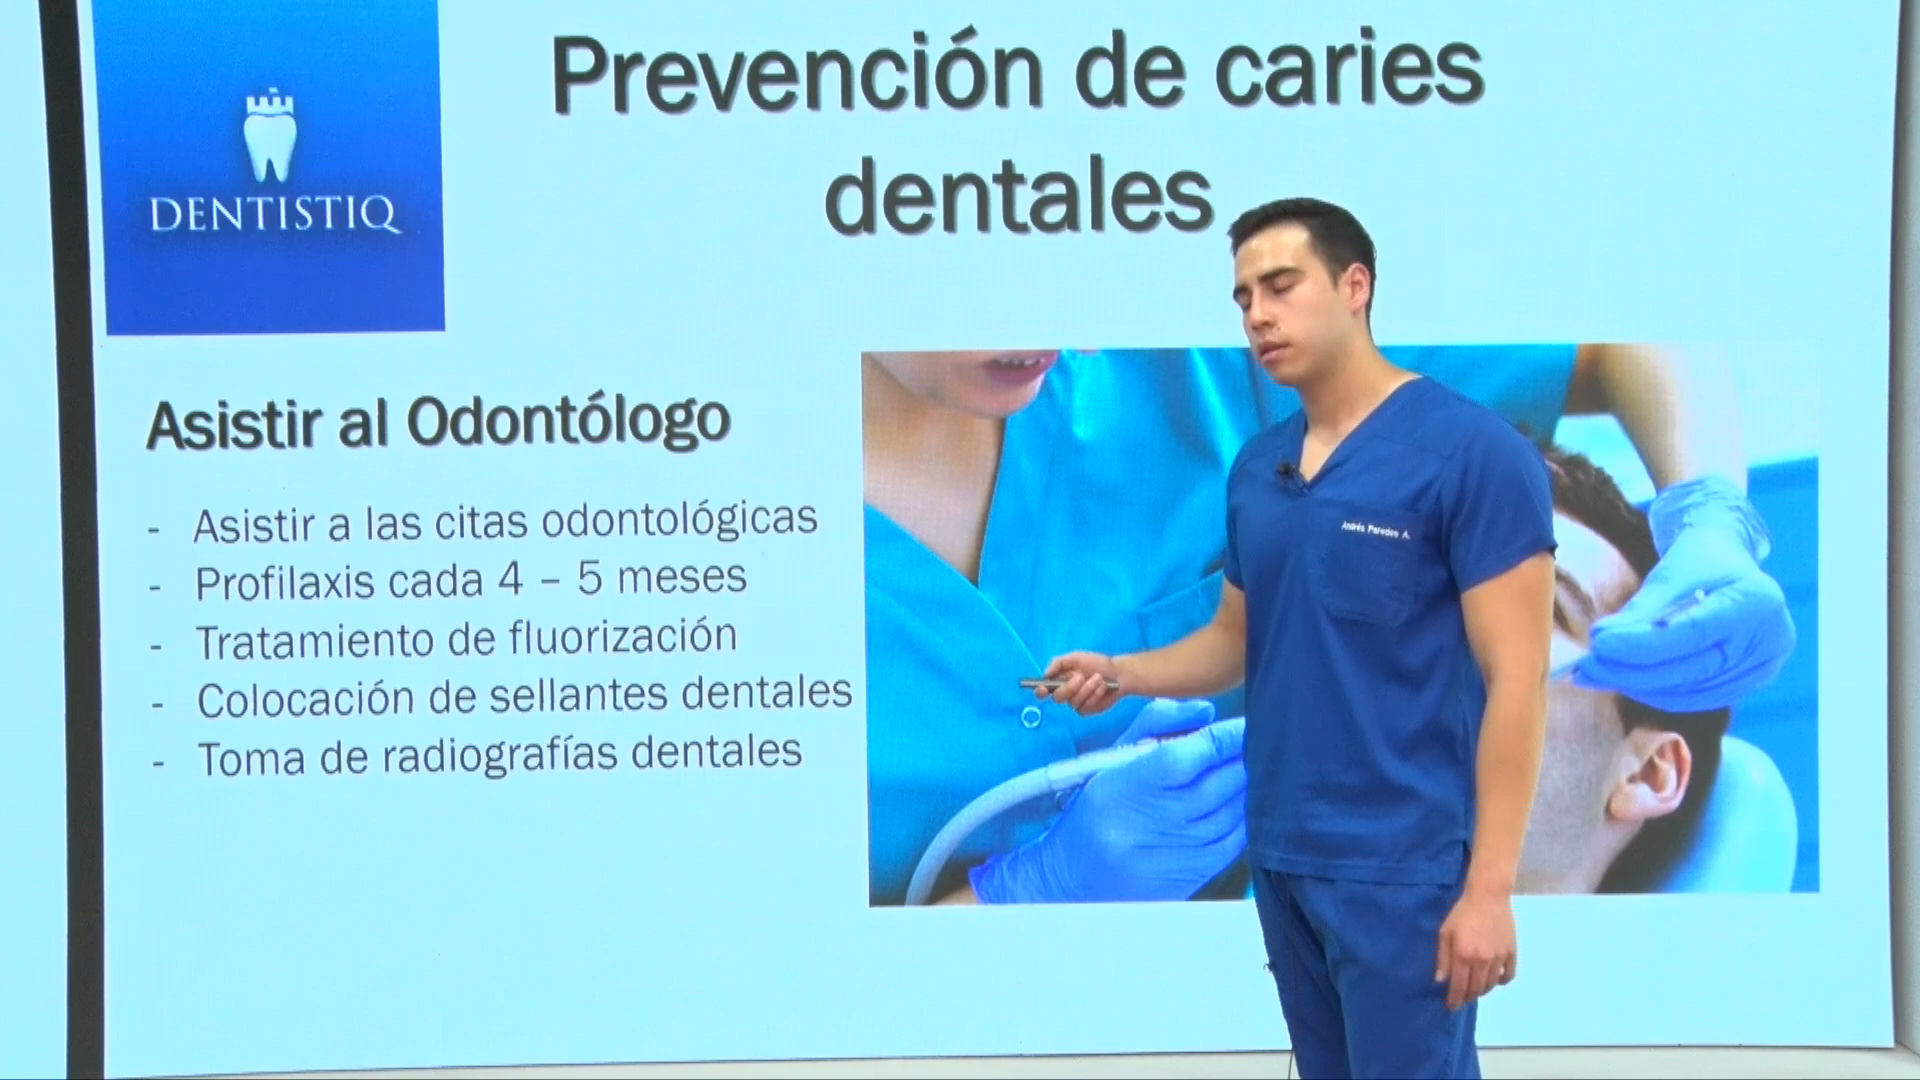 DENTISTIQ
Prevención de caries
dentales
Asistir al Odontólogo
- Asistir a las citas odontológicas
- Profilaxis cada 4 – 5 meses
- Tratamiento de fluorización
- Colocación de sellantes dentales
- Toma de radiografías dentales
Andrés Paredes A.